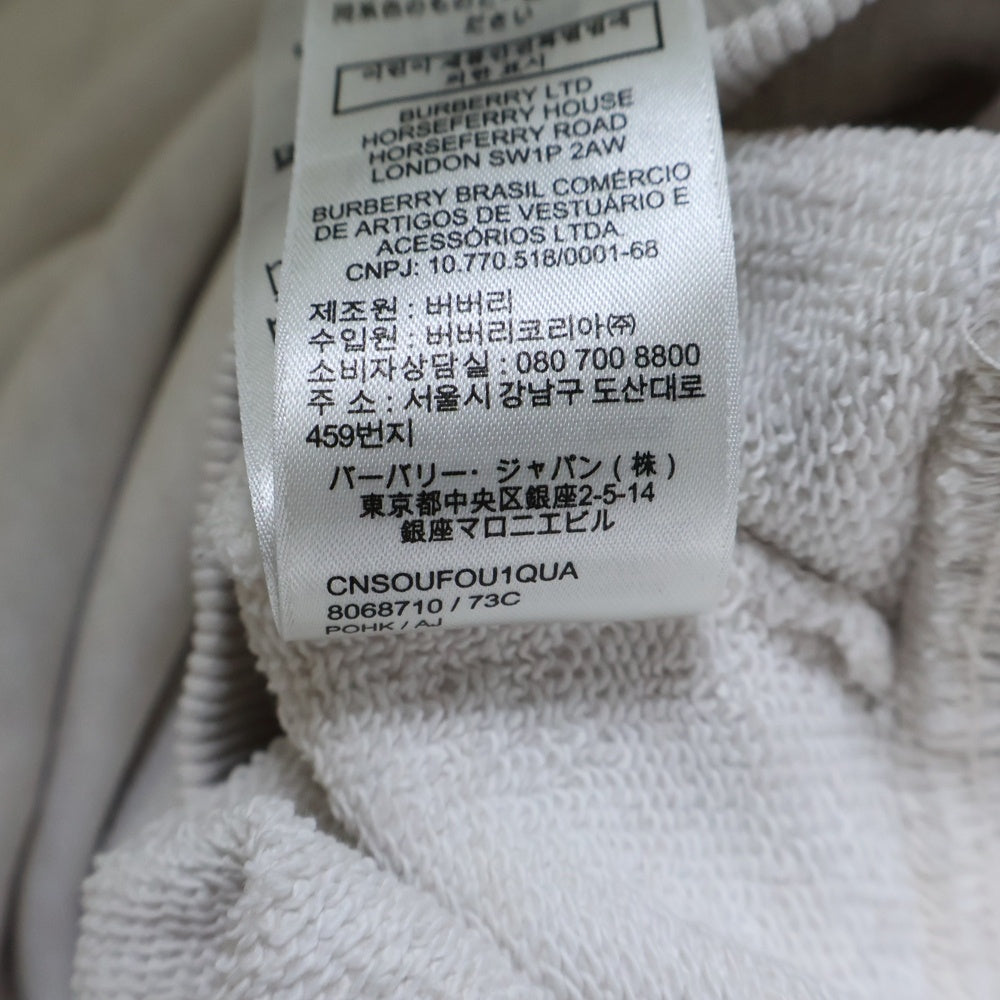 ださい
BURBERRY LTD
HORSEFERRY HOUSE
HORSEFERRY ROAD
LONDON SW1P 2AW
BURBERRY BRASIL COMÉRCIO
DE ARTIGOS DE VESTUÁRIO E
ACESSÓRIOS LTDA
CNPJ: 10.770.518/0001-68
제조원 : 버버리
수입원 : 버버리코리아㈜
소비자상담실 : 080 700 8800
주 소 : 서울시 강남구 도산대로
459번지
バーバリー・ジャパン ( 株 )
東京都中央区銀座2-5-14
銀座マロニエビル
CNSOUFOU1QUA
8068710 / 73C
POHK / AJ